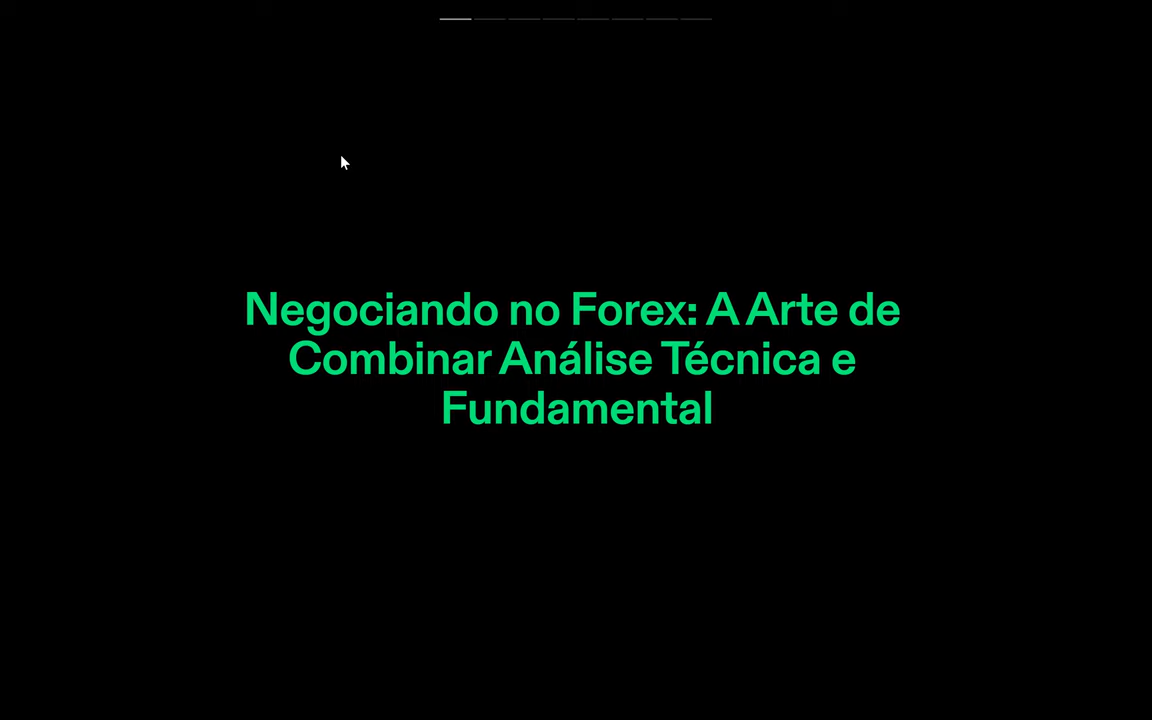 Negociando no Forex: A Arte de
Combinar Análise Técnica e
Fundamental